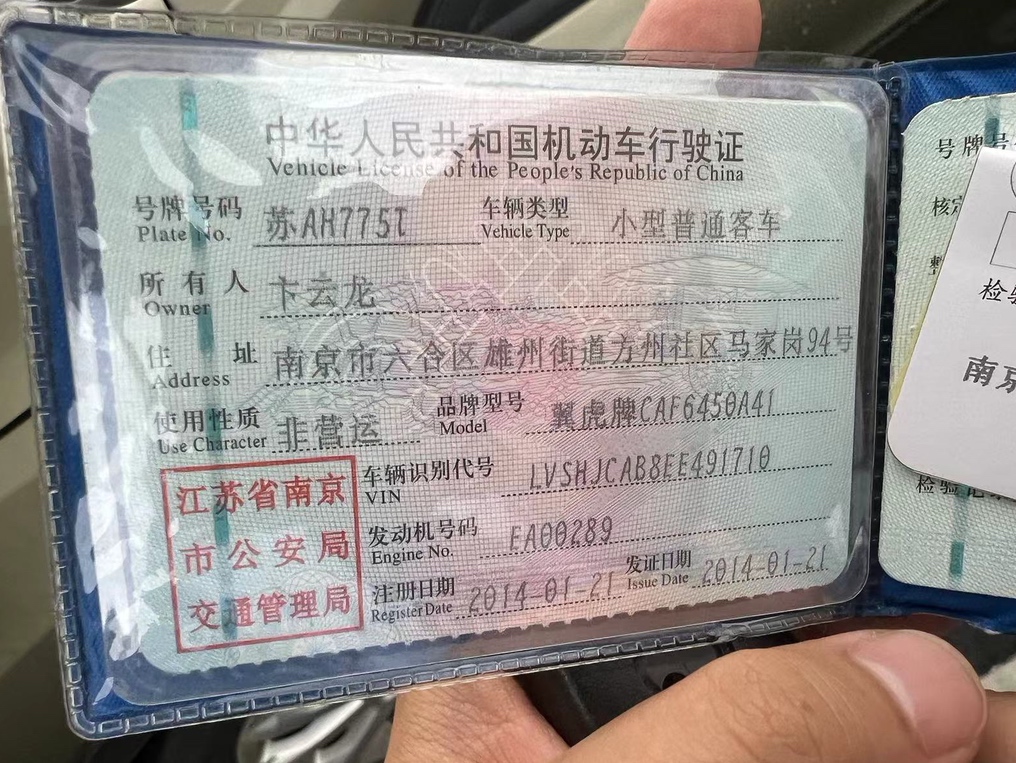 中华人民共和国机动车行驶证
Vehicle License of the People's Republic of China
号牌号码 苏AH775T 车辆类型 小型普通客车
Plate No. Vehicle Type
所有人 卞云龙
Owner
住址 南京市六合区雄州街道方州社区马家岗94号
Address
使用性质 非营运 品牌型号 翼虎牌CAF6450A41
Use Character Model
车辆识别代号 LVSHJCAB8EE491710
VIN
发动机号码 EA00289
Engine No.
注册日期 2014-01-21 发证日期 2014-01-21
Register Date Issue Date
江苏省南京
市公安局
交通管理局
号牌号
核定
整
检验
南京